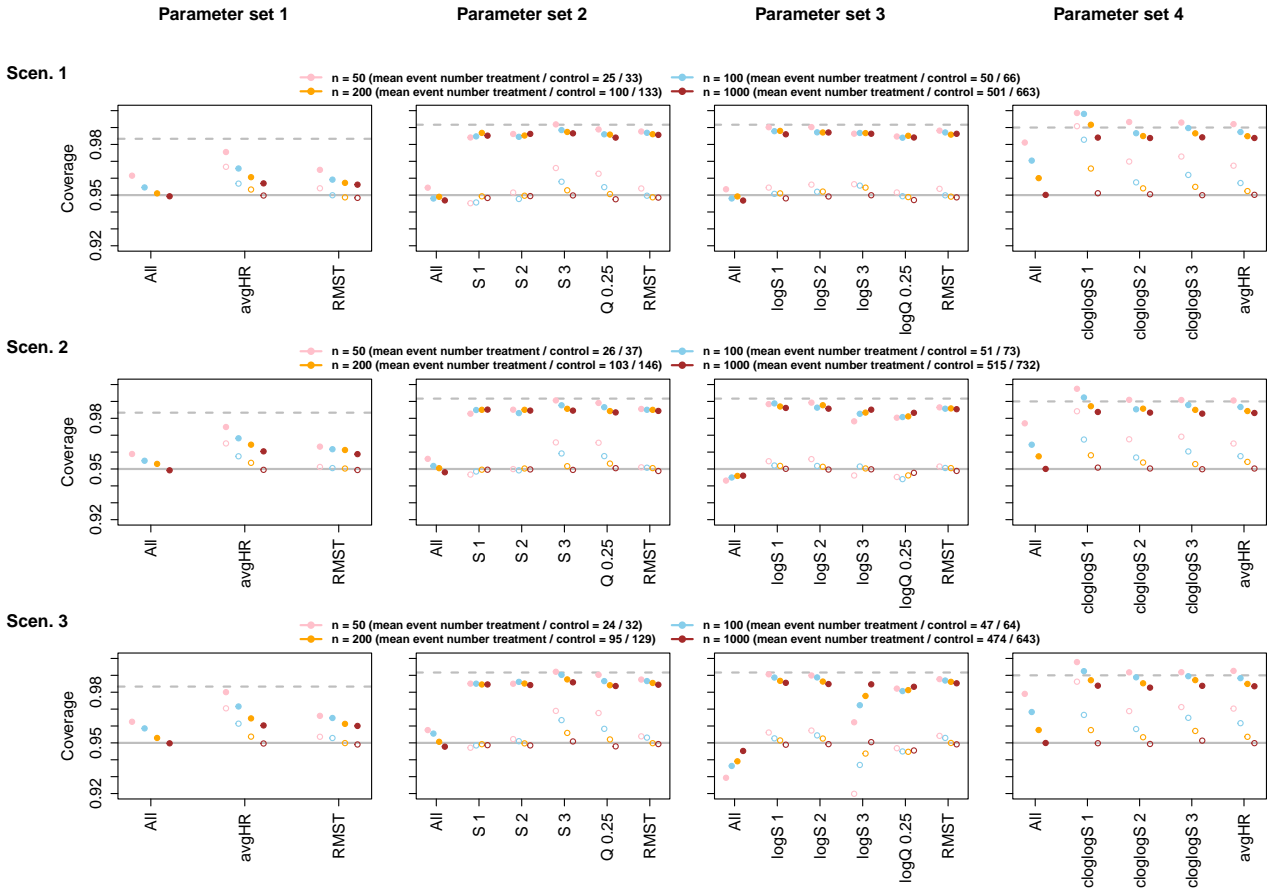 Parameter set 1 Parameter set 2 Parameter set 3 Parameter set 4
Scen. 1
n = 50 (mean event number treatment / control = 25 / 33) n = 100 (mean event number treatment / control = 50 / 66)
n = 200 (mean event number treatment / control = 100 / 133) n = 1000 (mean event number treatment / control = 501 / 663)
Coverage
0.98
0.95
0.92
All avgHR RMST
All S 1 S 2 S 3 Q 0.25 RMST
All logS 1 logS 2 logS 3 logQ 0.25 RMST
All cloglogS 1 cloglogS 2 cloglogS 3 avgHR
Scen. 2
n = 50 (mean event number treatment / control = 26 / 37) n = 100 (mean event number treatment / control = 51 / 73)
n = 200 (mean event number treatment / control = 103 / 146) n = 1000 (mean event number treatment / control = 515 / 732)
Coverage
0.98
0.95
0.92
All avgHR RMST
All S 1 S 2 S 3 Q 0.25 RMST
All logS 1 logS 2 logS 3 logQ 0.25 RMST
All cloglogS 1 cloglogS 2 cloglogS 3 avgHR
Scen. 3
n = 50 (mean event number treatment / control = 24 / 32) n = 100 (mean event number treatment / control = 47 / 64)
n = 200 (mean event number treatment / control = 95 / 129) n = 1000 (mean event number treatment / control = 474 / 643)
Coverage
0.98
0.95
0.92
All avgHR RMST
All S 1 S 2 S 3 Q 0.25 RMST
All logS 1 logS 2 logS 3 logQ 0.25 RMST
All cloglogS 1 cloglogS 2 cloglogS 3 avgHR